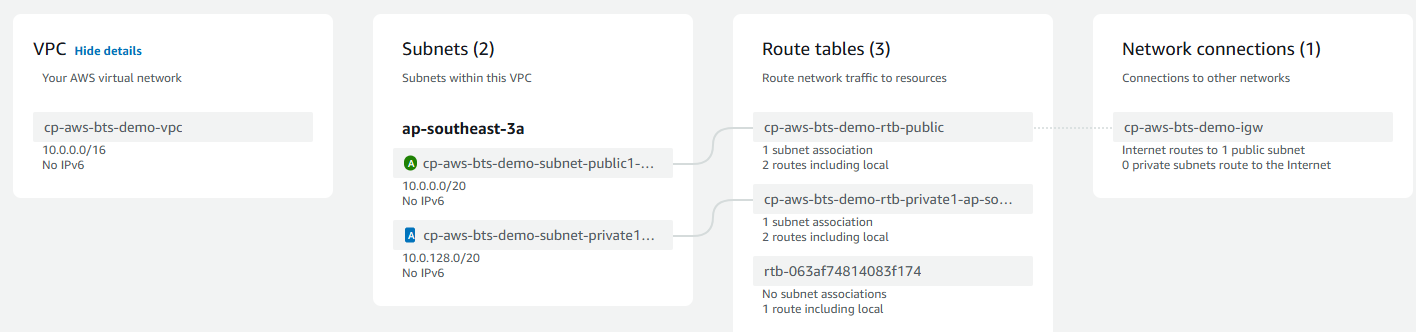 VPC Hide details
Your AWS virtual network
cp-aws-bts-demo-vpc
10.0.0.0/16
No IPv6
Subnets (2)
Subnets within this VPC
ap-southeast-3a
A cp-aws-bts-demo-subnet-public1-…
10.0.0.0/20
No IPv6
A cp-aws-bts-demo-subnet-private1…
10.0.128.0/20
No IPv6
Route tables (3)
Route network traffic to resources
cp-aws-bts-demo-rtb-public
1 subnet association
2 routes including local
cp-aws-bts-demo-rtb-private1-ap-so…
1 subnet association
2 routes including local
rtb-063af74814083f174
No subnet associations
1 route including local
Network connections (1)
Connections to other networks
cp-aws-bts-demo-igw
Internet routes to 1 public subnet
0 private subnets route to the Internet